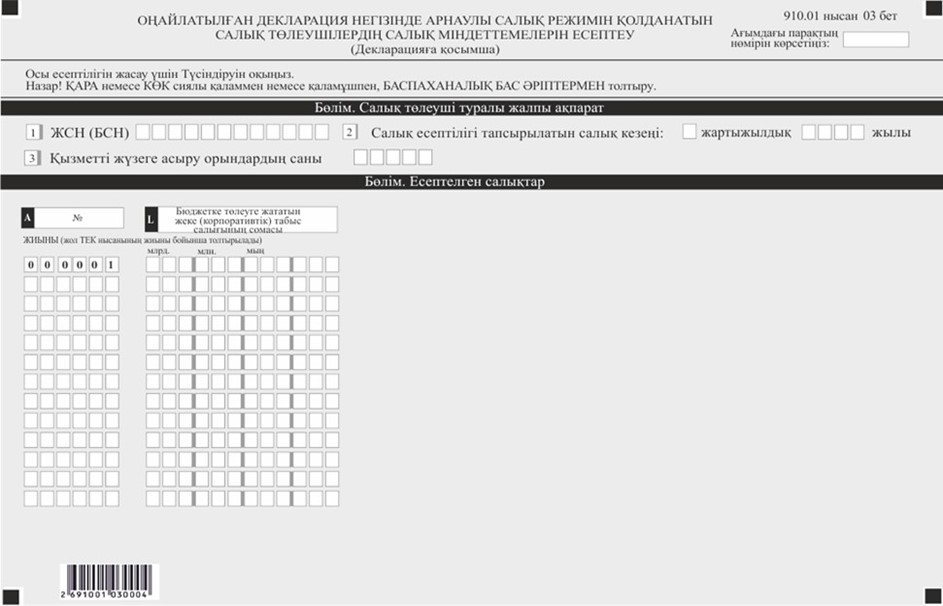 910.01 нысан 03 бет
ОҢАЙЛАТЫЛҒАН ДЕКЛАРАЦИЯ НЕГІЗІНДЕ АРНАУЛЫ САЛЫҚ РЕЖИМІН ҚОЛДАНАТЫН
САЛЫҚ ТӨЛЕУШІЛЕРДІҢ САЛЫҚ МІНДЕТТЕМЕЛЕРІН ЕСЕПТЕУ
(Декларацияға қосымша)
Ағымдағы парақтың
нөмірін көрсетіңіз:
Осы есептілігін жасау үшін Түсіндіруін оқыңыз.
Назар! ҚАРА немесе КӨК сиялы қаламмен немесе қаламұшпен, БАСПАХАНАЛЫҚ БАС ӘРІПТЕРМЕН толтыру.
Бөлім. Салық төлеуші туралы жалпы ақпарат
1 ЖСН (БСН) 2 Салық есептілігі тапсырылатын салық кезеңі: жартыжылдық жылы
3 Қызметті жүзеге асыру орындардың саны
Бөлім. Есептелген салықтар
A №
L Бюджетке төлеуге жататын
жеке (корпоративтік) табыс
салығының сомасы
ЖИЫНЫ (жол ТЕК нысанының жиыны бойынша толтырылады)
млрд. млн. мың
0 0 0 0 0 1
2 691001 030004